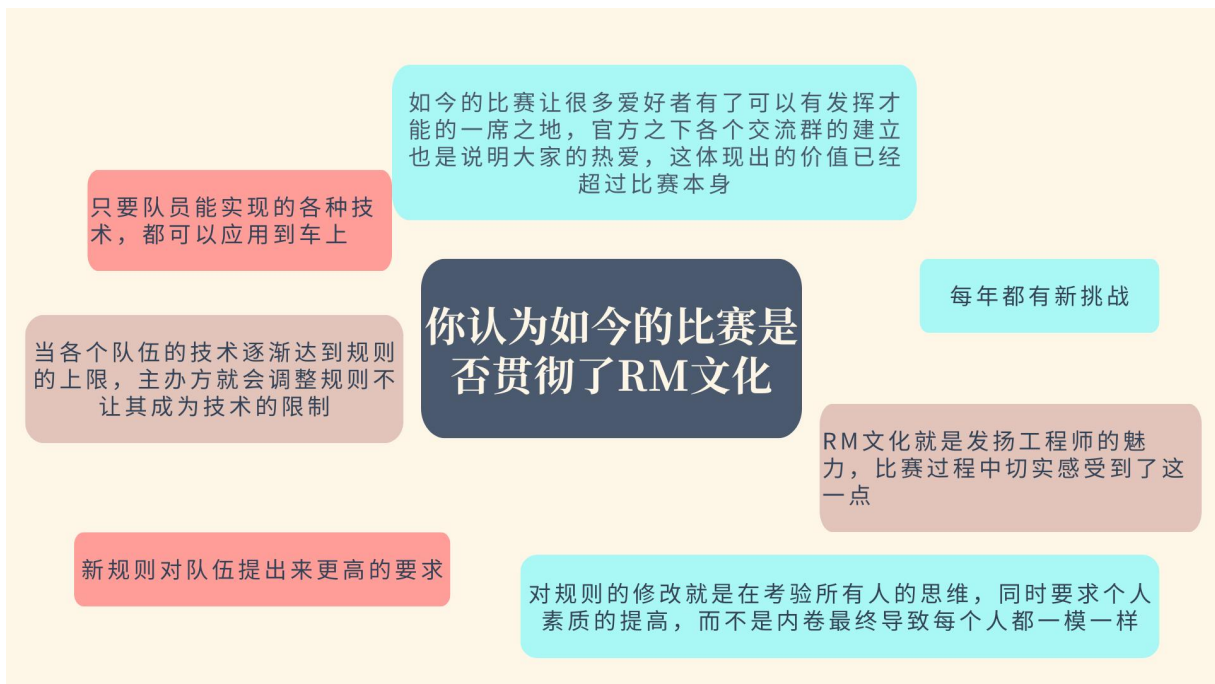 如今的比赛让很多爱好者有了可以有发挥才
能的一席之地，官方之下各个交流群的建立
也是说明大家的热爱，这体现出的价值已经
超过比赛本身
只要队员能实现的各种技
术，都可以应用到车上
每年都有新挑战
你认为如今的比赛是
否贯彻了RM文化
当各个队伍的技术逐渐达到规则
的上限，主办方就会调整规则不
让其成为技术的限制
RM文化就是发扬工程师的魅
力，比赛过程中切实感受到了这
一点
新规则对队伍提出来更高的要求
对规则的修改就是在考验所有人的思维，同时要求个人
素质的提高，而不是内卷最终导致每个人都一模一样